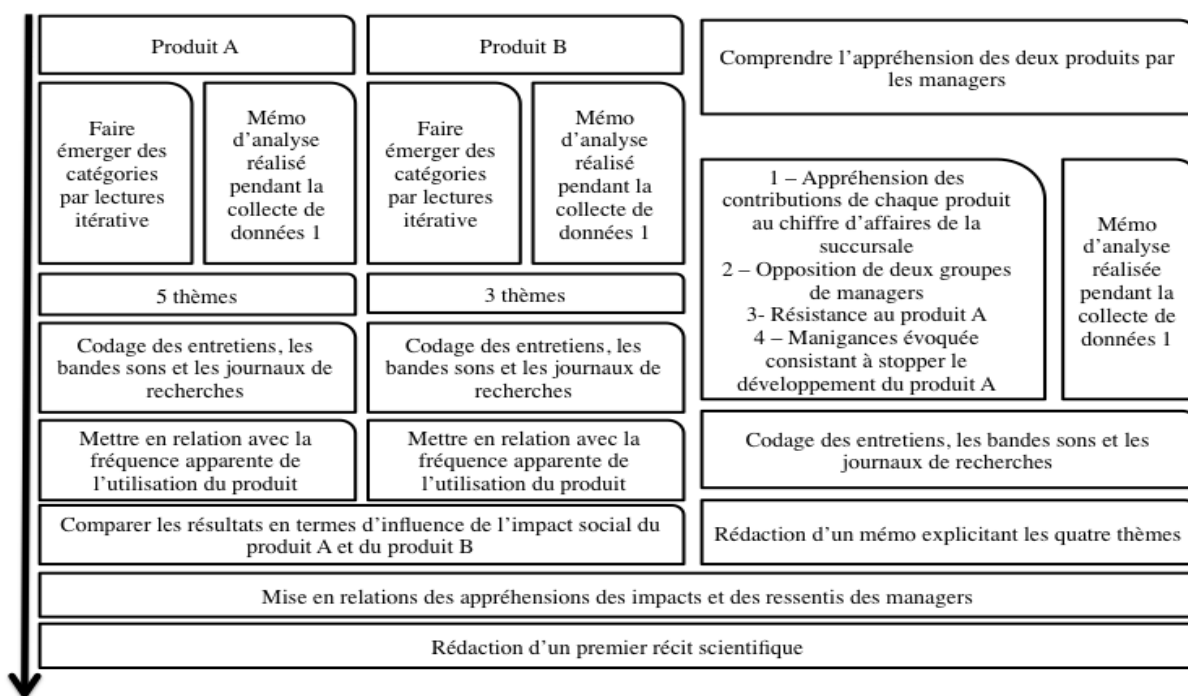 Produit A
Produit B
Comprendre l’appréhension des deux produits par
les managers
Faire
émerger des
catégories
par lectures
itérative
Mémo
d’analyse
réalisé
pendant la
collecte de
données 1
Faire
émerger des
catégories
par lectures
itérative
Mémo
d’analyse
réalisé
pendant la
collecte de
données 1
1 – Appréhension des
contributions de chaque produit
au chiffre d’affaires de la
succursale
2 – Opposition de deux groupes
de managers
3- Résistance au produit A
4 – Manigances évoquée
consistant à stopper le
développement du produit A
Mémo
d’analyse
réalisée
pendant la
collecte de
données 1
5 thèmes
3 thèmes
Codage des entretiens, les
bandes sons et les journaux de
recherches
Codage des entretiens, les
bandes sons et les journaux de
recherches
Mettre en relation avec la
fréquence apparente de
l’utilisation du produit
Mettre en relation avec la
fréquence apparente de
l’utilisation du produit
Codage des entretiens, les bandes sons et les
journaux de recherches
Comparer les résultats en termes d’influence de l’impact social du
produit A et du produit B
Rédaction d’un mémo explicitant les quatre thèmes
Mise en relations des appréhensions des impacts et des ressentis des managers
Rédaction d’un premier récit scientifique